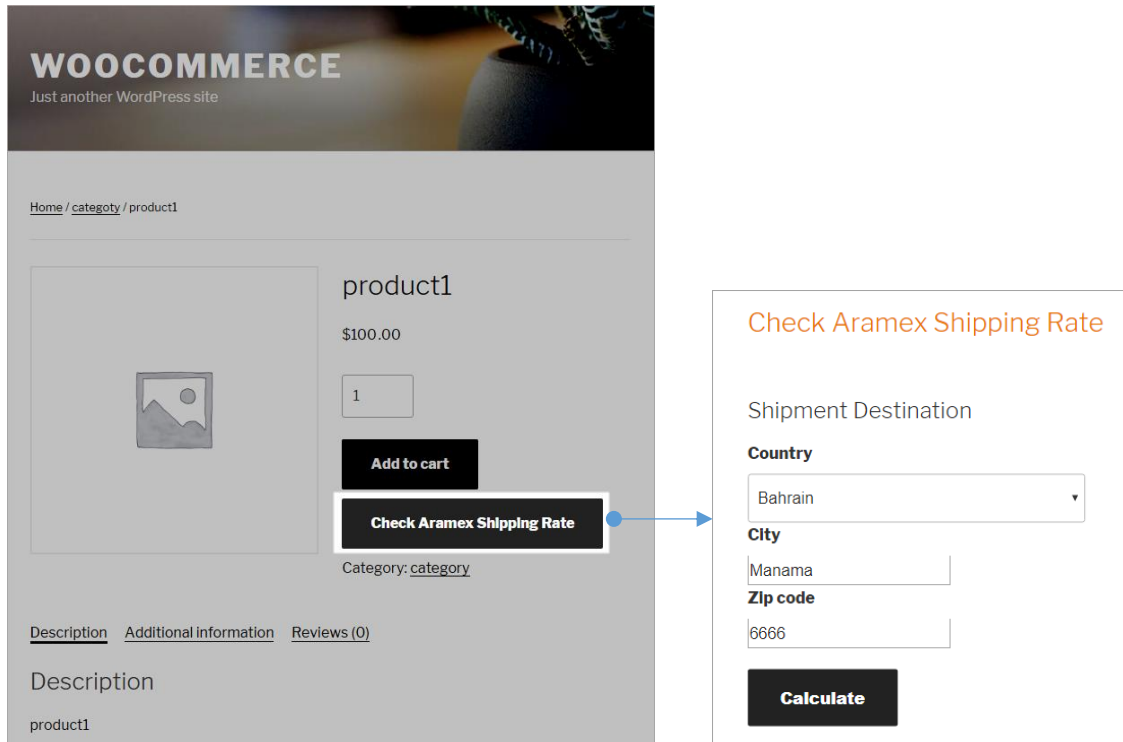 WOOCOMMERCE
Just another WordPress site
Home / categoty / product1
product1
$100.00
1
Add to cart
Check Aramex Shipping Rate
Category: category
Description Additional information Reviews (0)
Description
product1
Check Aramex Shipping Rate
Shipment Destination
Country
Bahrain
City
Manama
Zip code
6666
Calculate